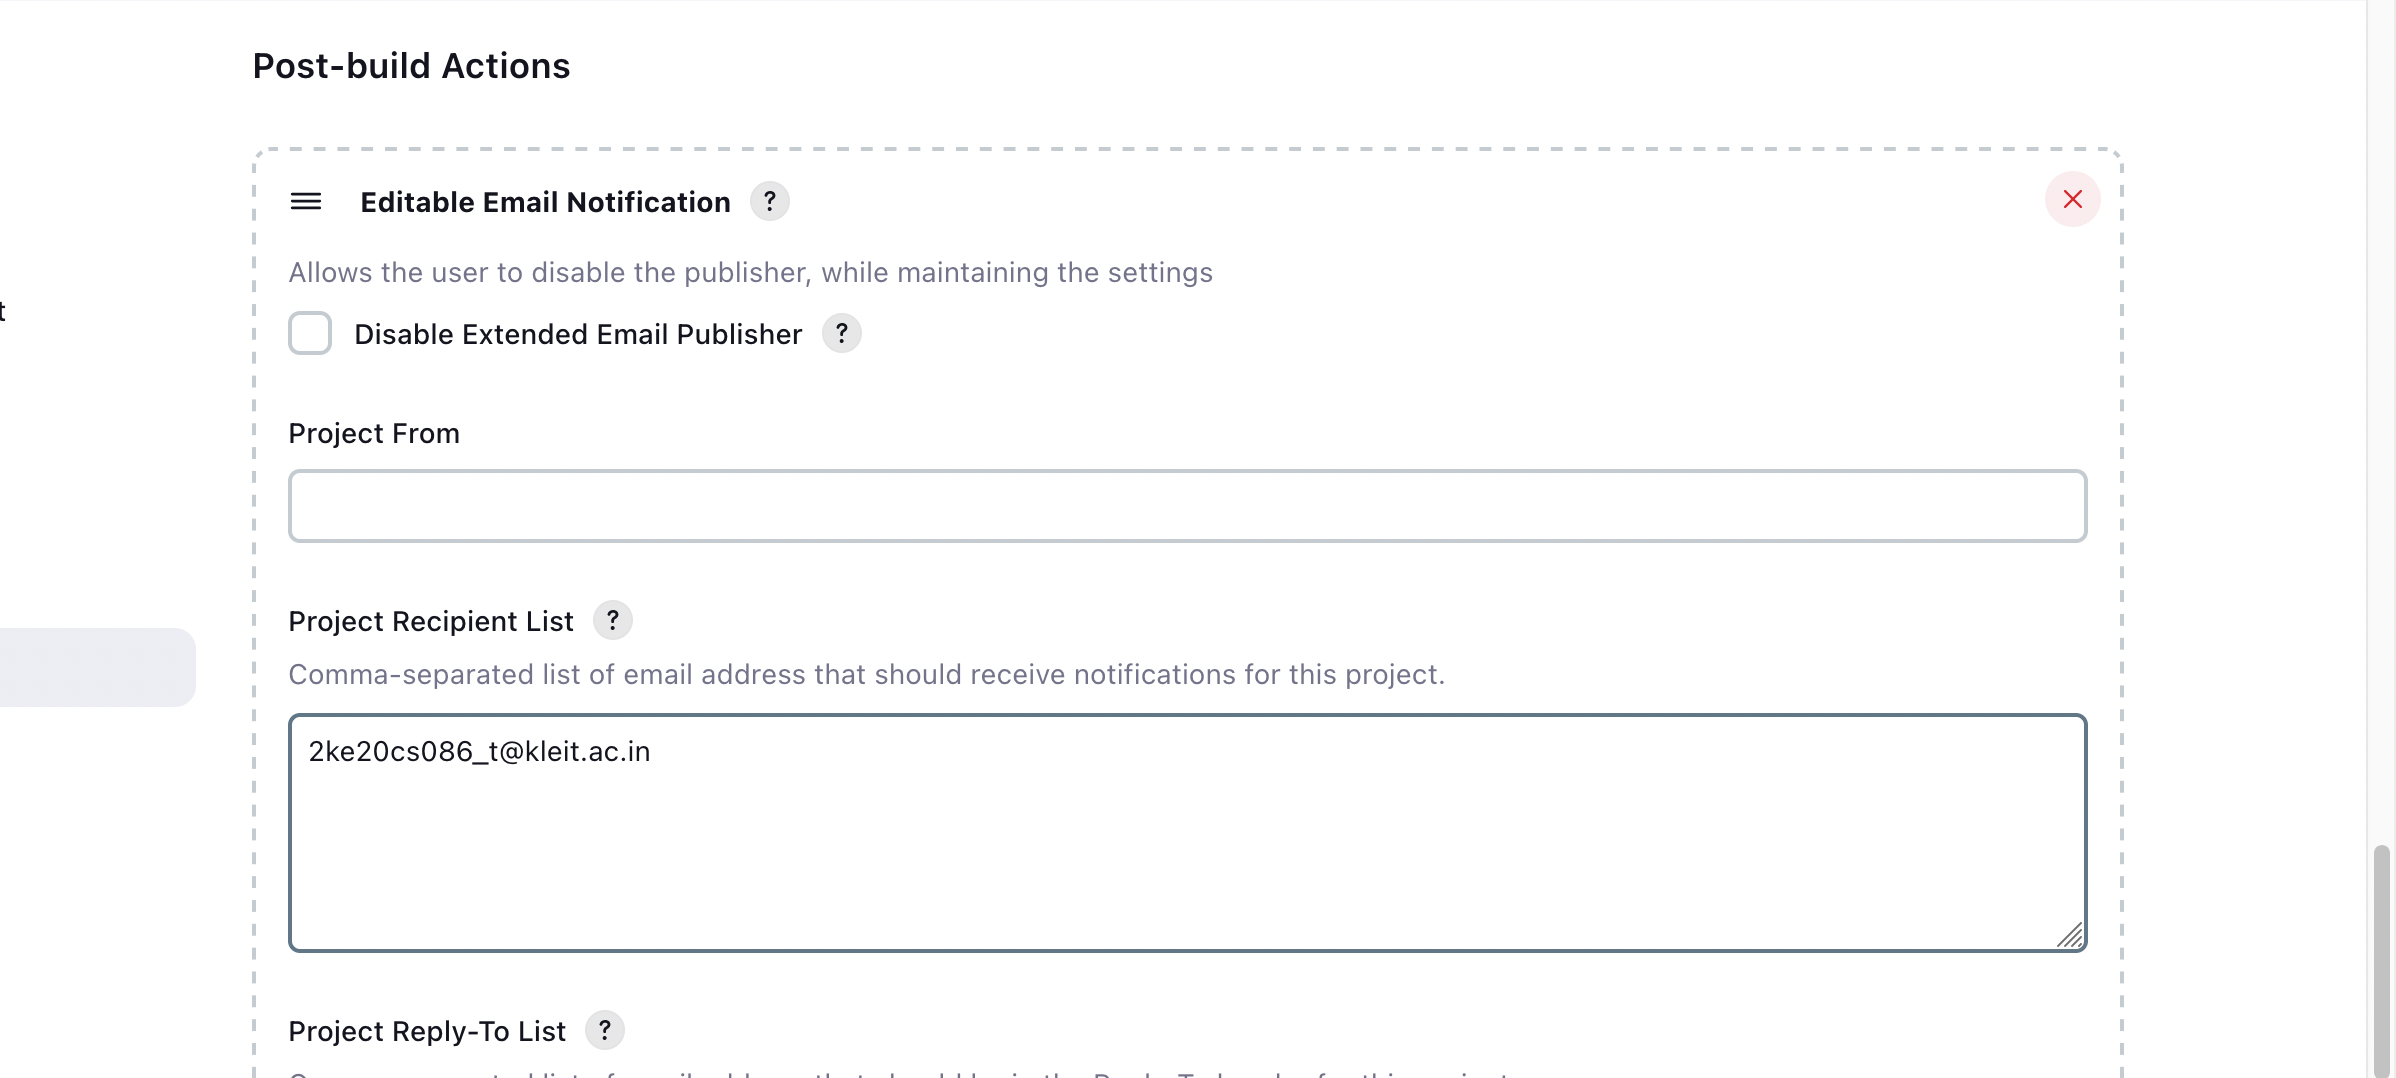 Post-build Actions
Editable Email Notification ?
Allows the user to disable the publisher, while maintaining the settings
t
Disable Extended Email Publisher ?
Project From
Project Recipient List ?
Comma-separated list of email address that should receive notifications for this project.
2ke20cs086_t@kleit.ac.in
Project Reply-To List ?